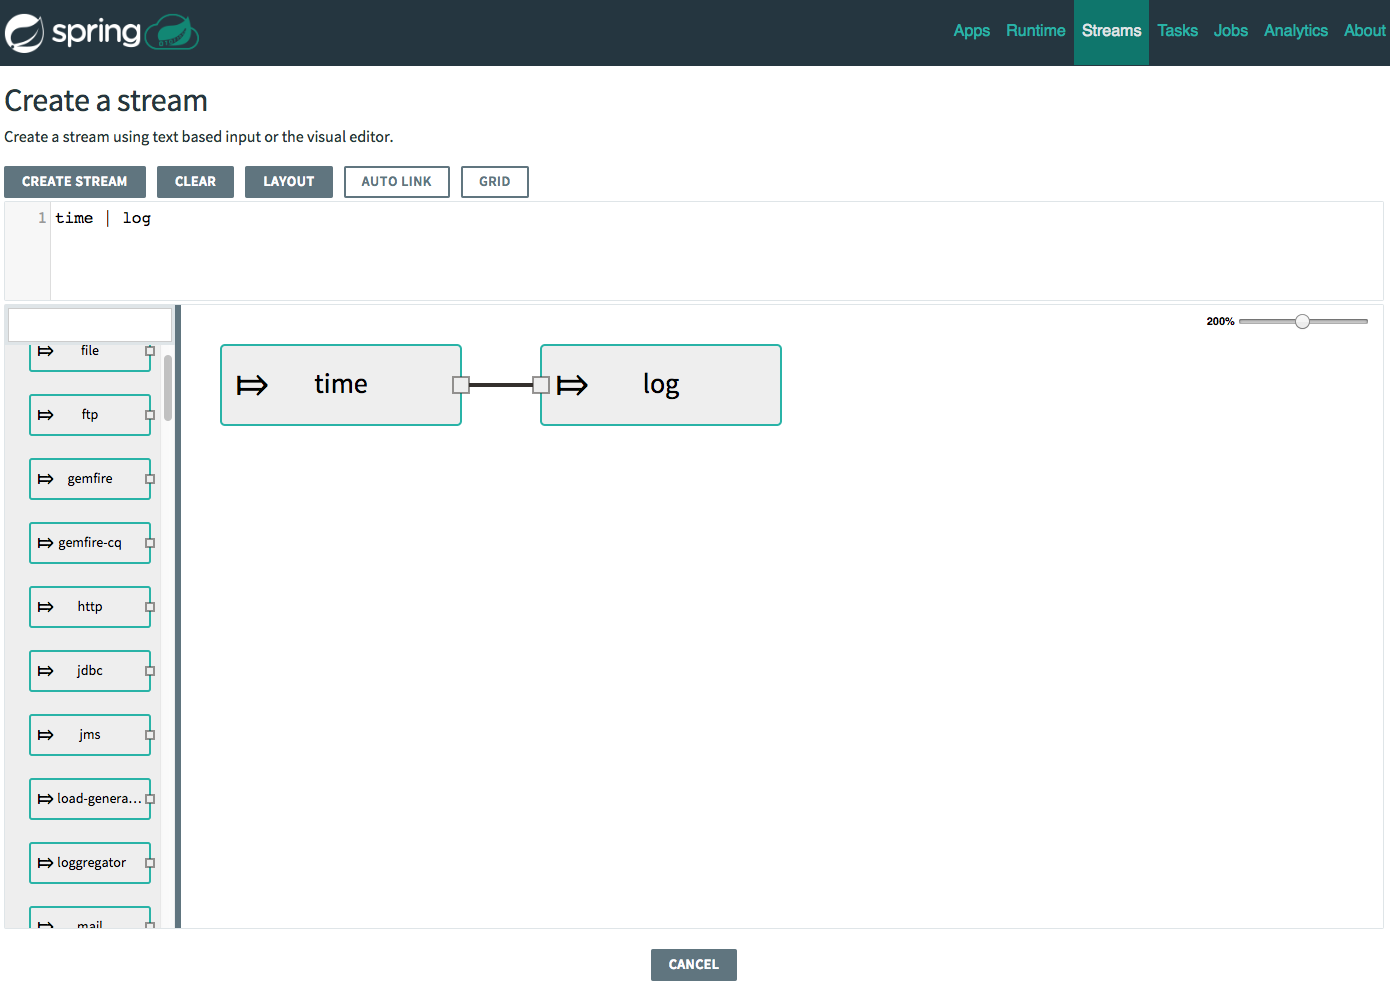 spring
Apps Runtime Streams Tasks Jobs Analytics About
Create a stream
Create a stream using text based input or the visual editor.
CREATE STREAM CLEAR LAYOUT AUTO LINK GRID
1 time | log
200%
file
ftp
gemfire
gemfire-cq
http
jdbc
jms
load-genera...
loggregator
mail
time
log
CANCEL